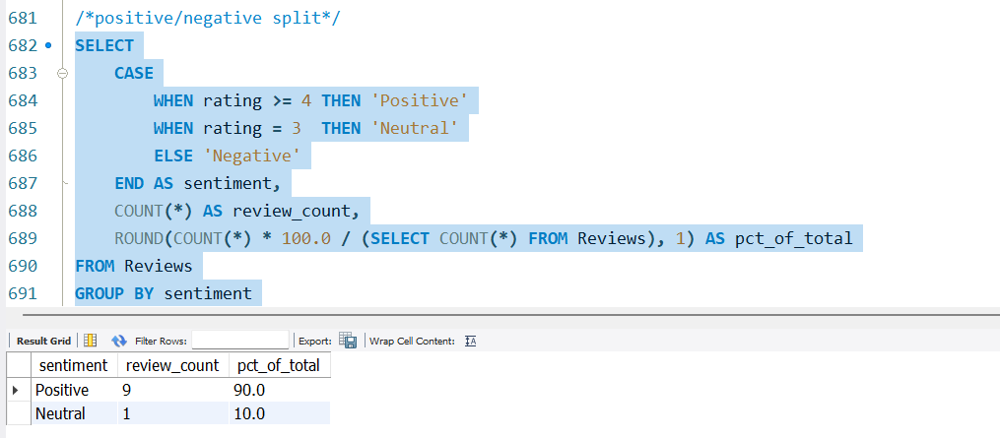 681 /*positive/negative split*/
682 SELECT
683 CASE
684 WHEN rating >= 4 THEN 'Positive'
685 WHEN rating = 3  THEN 'Neutral'
686 ELSE 'Negative'
687 END AS sentiment,
688 COUNT(*) AS review_count,
689 ROUND(COUNT(*) * 100.0 / (SELECT COUNT(*) FROM Reviews), 1) AS pct_of_total
690 FROM Reviews
691 GROUP BY sentiment
Result Grid Filter Rows: Export: Wrap Cell Content: IA
sentiment review_count pct_of_total
Positive 9 90.0
Neutral 1 10.0